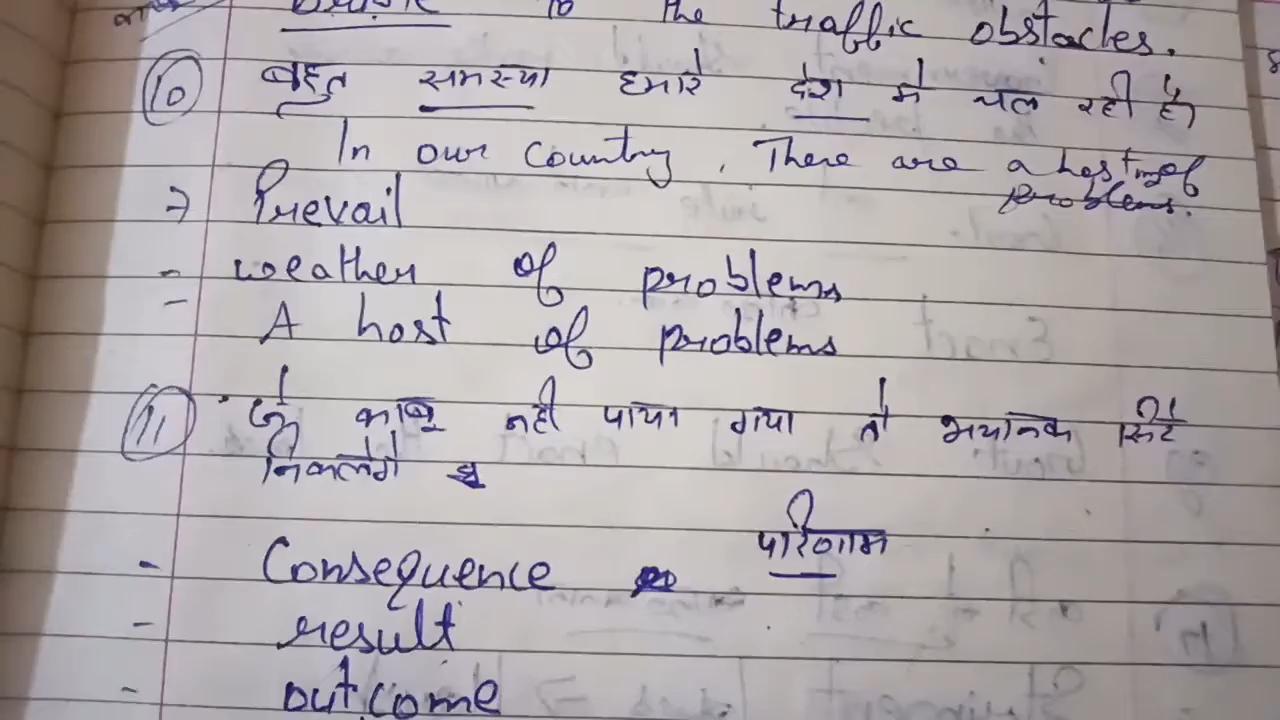 to the traffic obstacles.
10 बहुत समस्या हमारे देश में चल रही है।
In our country, There are a host of problems.
→ Prevail
- weather of problems
- A host of problems
11 काबू नहीं पाया गया तो भयानक
निकलेंगे
परिणाम
- Consequence
- result
- outcome